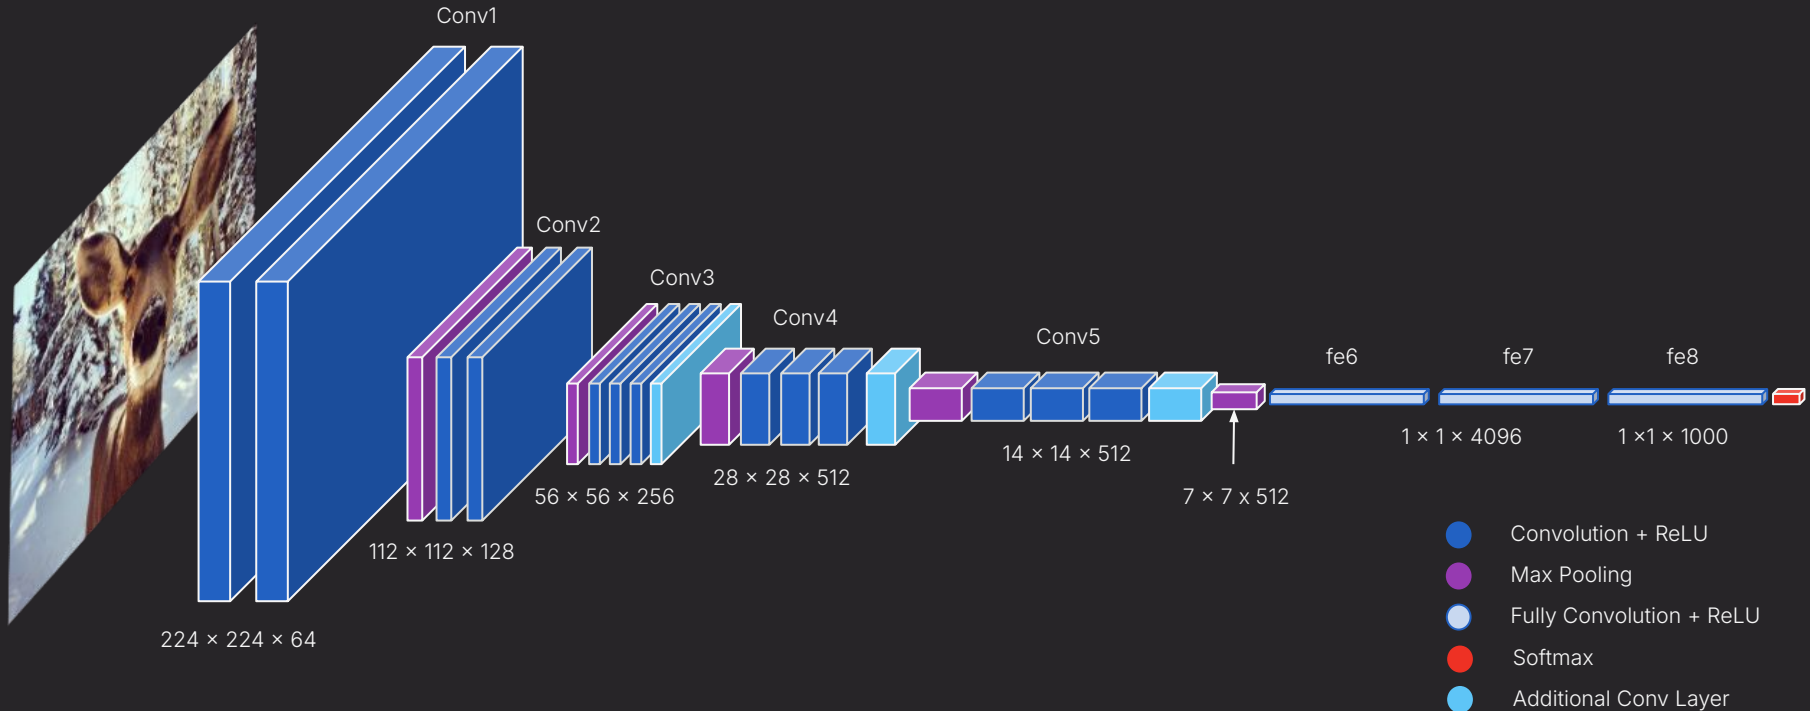 Conv1
Conv2
Conv3
Conv4
Conv5
fe6
fe7
fe8
224 × 224 × 64
112 × 112 × 128
56 × 56 × 256
28 × 28 × 512
14 × 14 × 512
7 × 7 x 512
1 × 1 × 4096
1 ×1 × 1000
Convolution + ReLU
Max Pooling
Fully Convolution + ReLU
Softmax
Additional Conv Layer